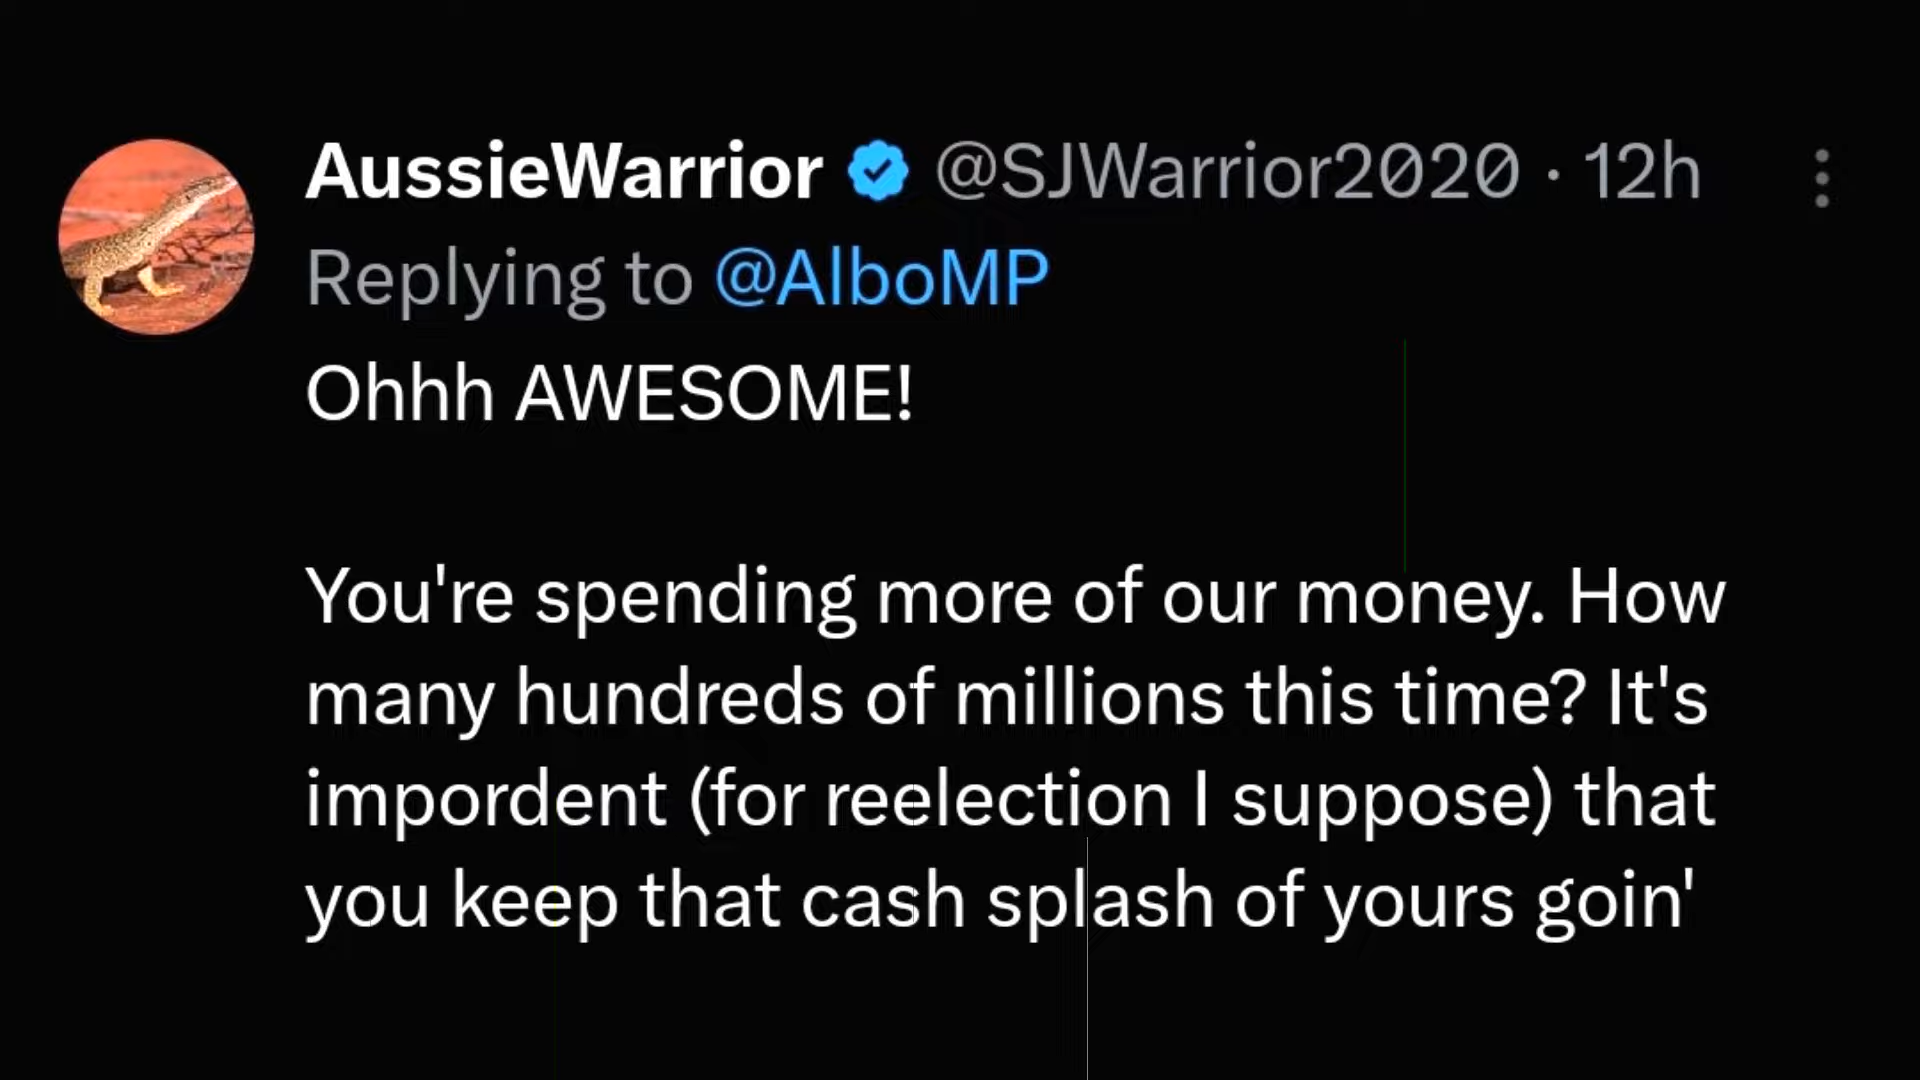 AussieWarrior @SJWarrior2020 · 12h
Replying to @AlboMP
Ohhh AWESOME!
You're spending more of our money. How
many hundreds of millions this time? It's
impordent (for reelection I suppose) that
you keep that cash splash of yours goin'